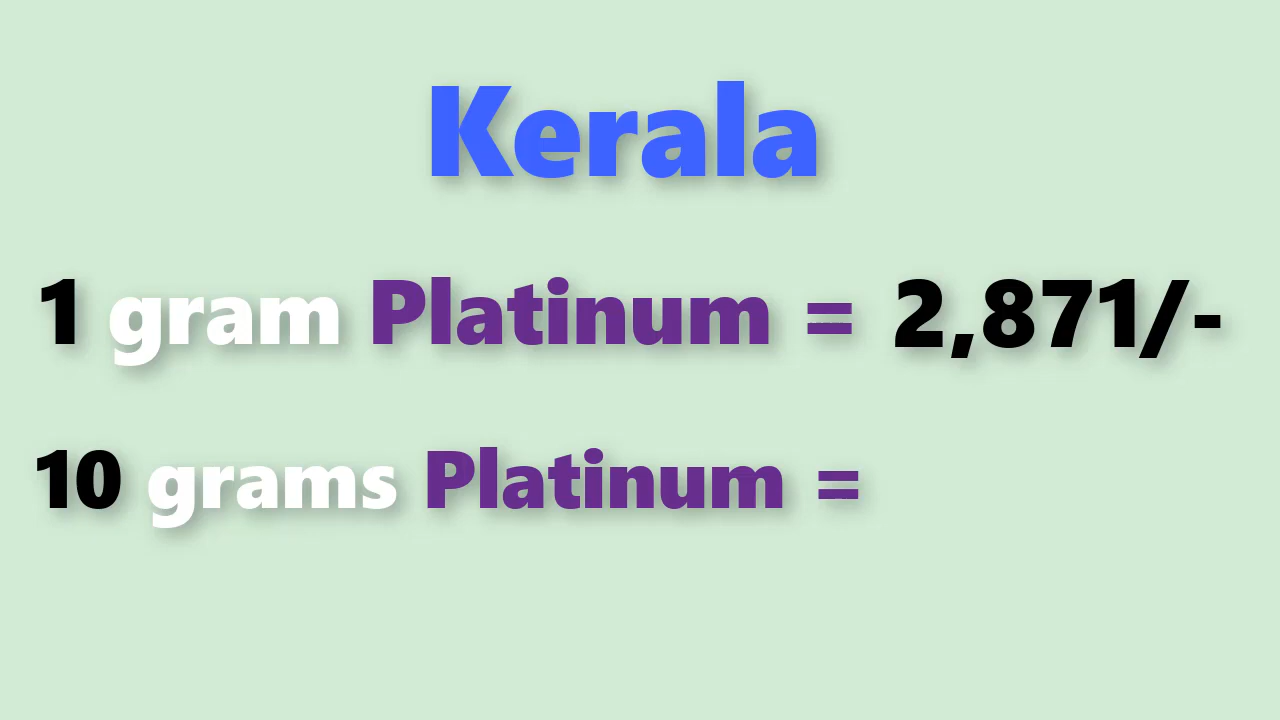 Kerala
1 gram Platinum = 2,871/-
10 grams Platinum =